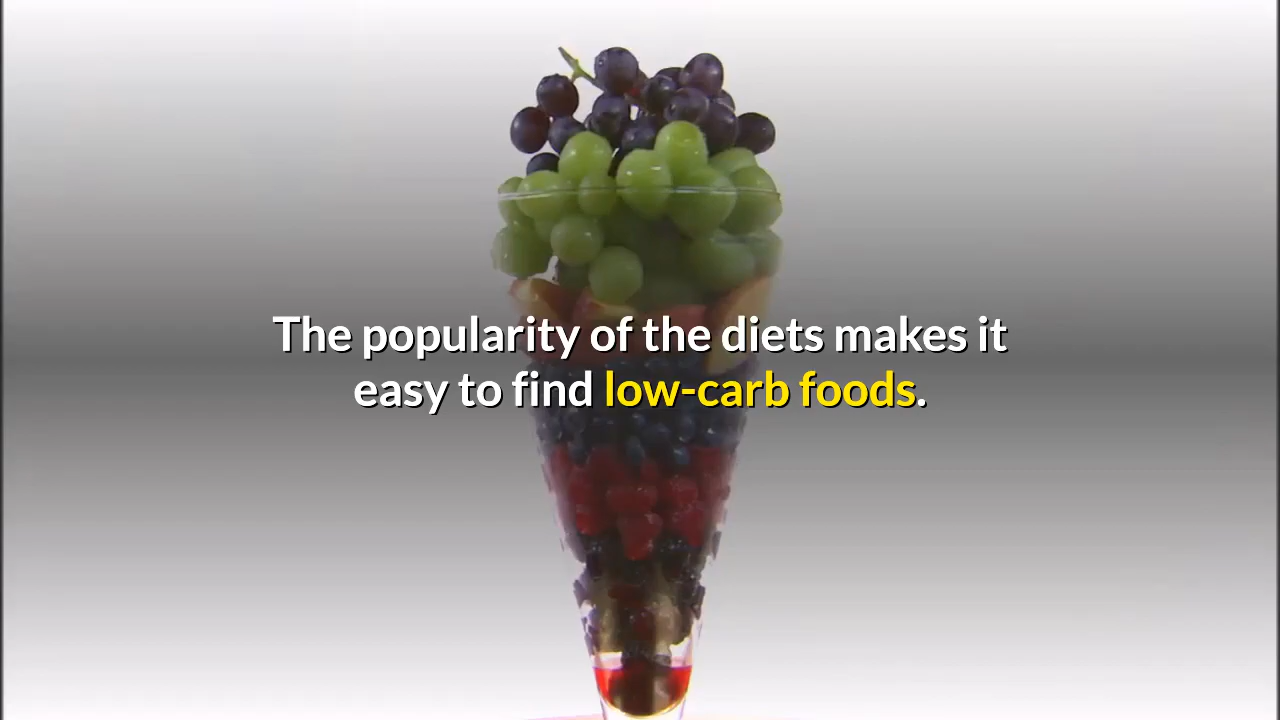 The popularity of the diets makes it
easy to find low-carb foods.